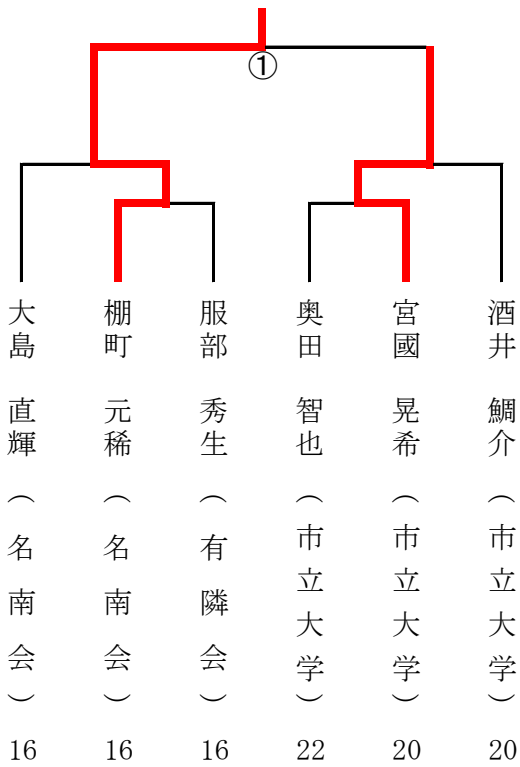 ①
大島 直輝 （名南会） 16
棚町 元稀 （名南会） 16
服部 秀生 （有隣会） 16
奥田 智也 （市立大学） 22
宮國 晃希 （市立大学） 20
酒井 鯛介 （市立大学） 20